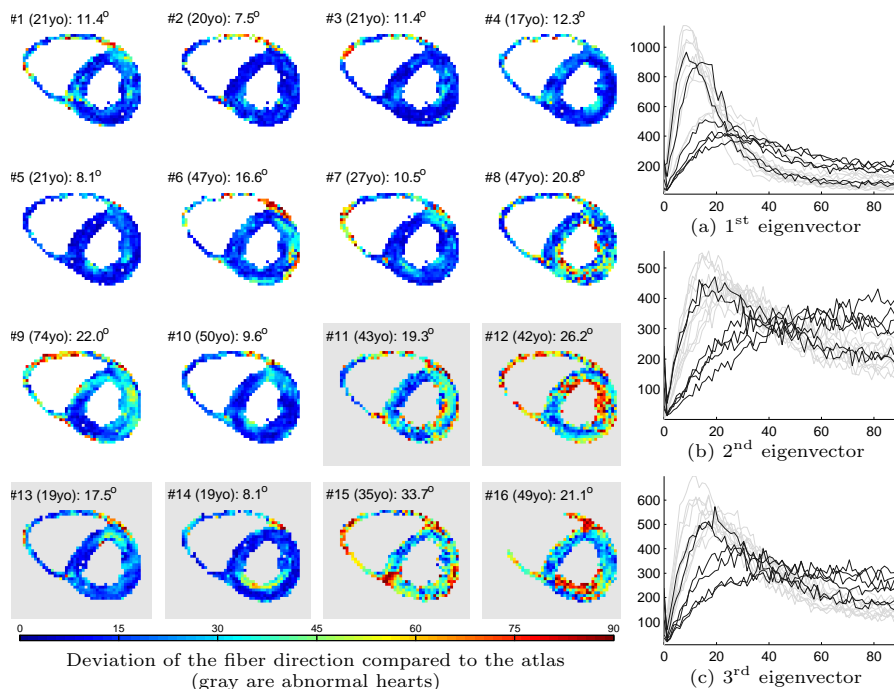 #1 (21yo): 11.4°
#2 (20yo): 7.5°
#3 (21yo): 11.4°
#4 (17yo): 12.3°
#5 (21yo): 8.1°
#6 (47yo): 16.6°
#7 (27yo): 10.5°
#8 (47yo): 20.8°
#9 (74yo): 22.0°
#10 (50yo): 9.6°
#11 (43yo): 19.3°
#12 (42yo): 26.2°
#13 (19yo): 17.5°
#14 (19yo): 8.1°
#15 (35yo): 33.7°
#16 (49yo): 21.1°
0 15 30 45 60 75 90
Deviation of the fiber direction compared to the atlas
(gray are abnormal hearts)
1000
800
600
400
200
0 20 40 60 80
(a) 1st eigenvector
500
400
300
200
100
0 20 40 60 80
(b) 2nd eigenvector
600
500
400
300
200
100
0 20 40 60 80
(c) 3rd eigenvector